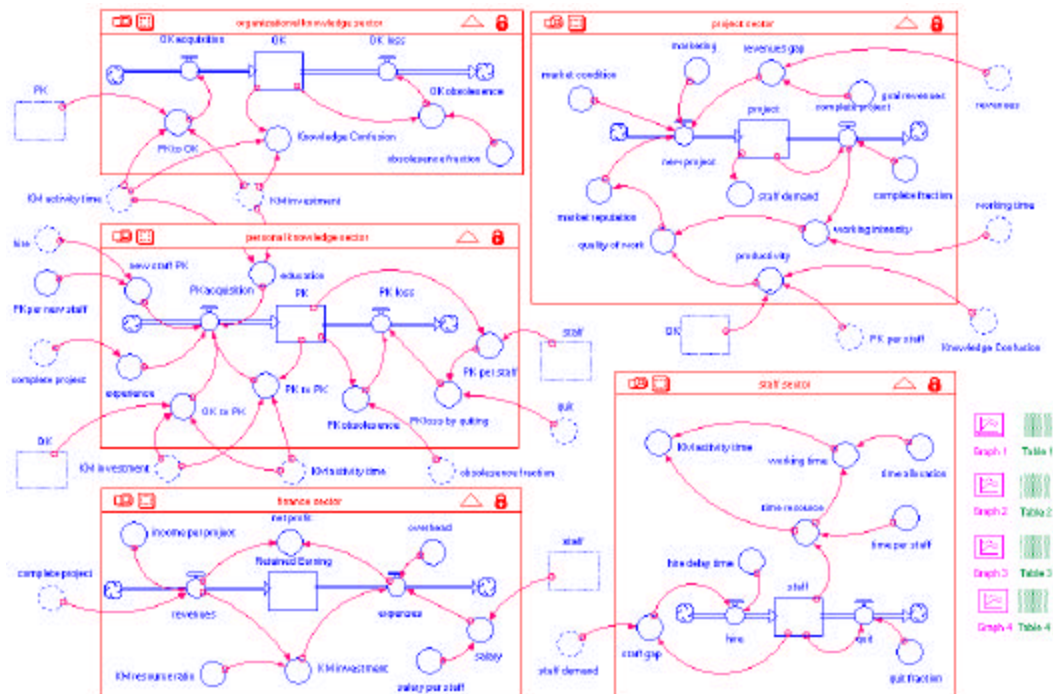 organizational knowledge sector
OK acquisition
OK
OK loss
PK
OK obsolesence
PK to OK
Knowledge Confusion
obsolesence fraction
KM activity time
KM investment
project sector
marketing
revenues gap
market condition
goal revenues
revenues
project
complete project
new project
staff demand
complete fraction
market reputation
working time
quality of work
working intensity
productivity
OK
PK per staff
Knowledge Confusion
personal knowledge sector
hire
new staff PK
education
PK acquisition
PK
PK loss
PK per new staff
staff
complete project
PK per staff
experience
PK to PK
OK to PK
PK obsolesence
PK loss by quiting
quit
OK
KM investment
KM activity time
obsolesence fraction
finance sector
income per project
net profit
overhead
Retained Earning
staff
complete project
revenues
expenses
salary
KM resource ratio
KM investment
salary per staff
staff demand
staff sector
KM activity time
working time
time allocation
time resource
time per staff
hire delay time
staff
hire
quit
staff gap
quit fraction
Graph 1
Table 1
Graph 2
Table 2
Graph 3
Table 3
Graph 4
Table 4